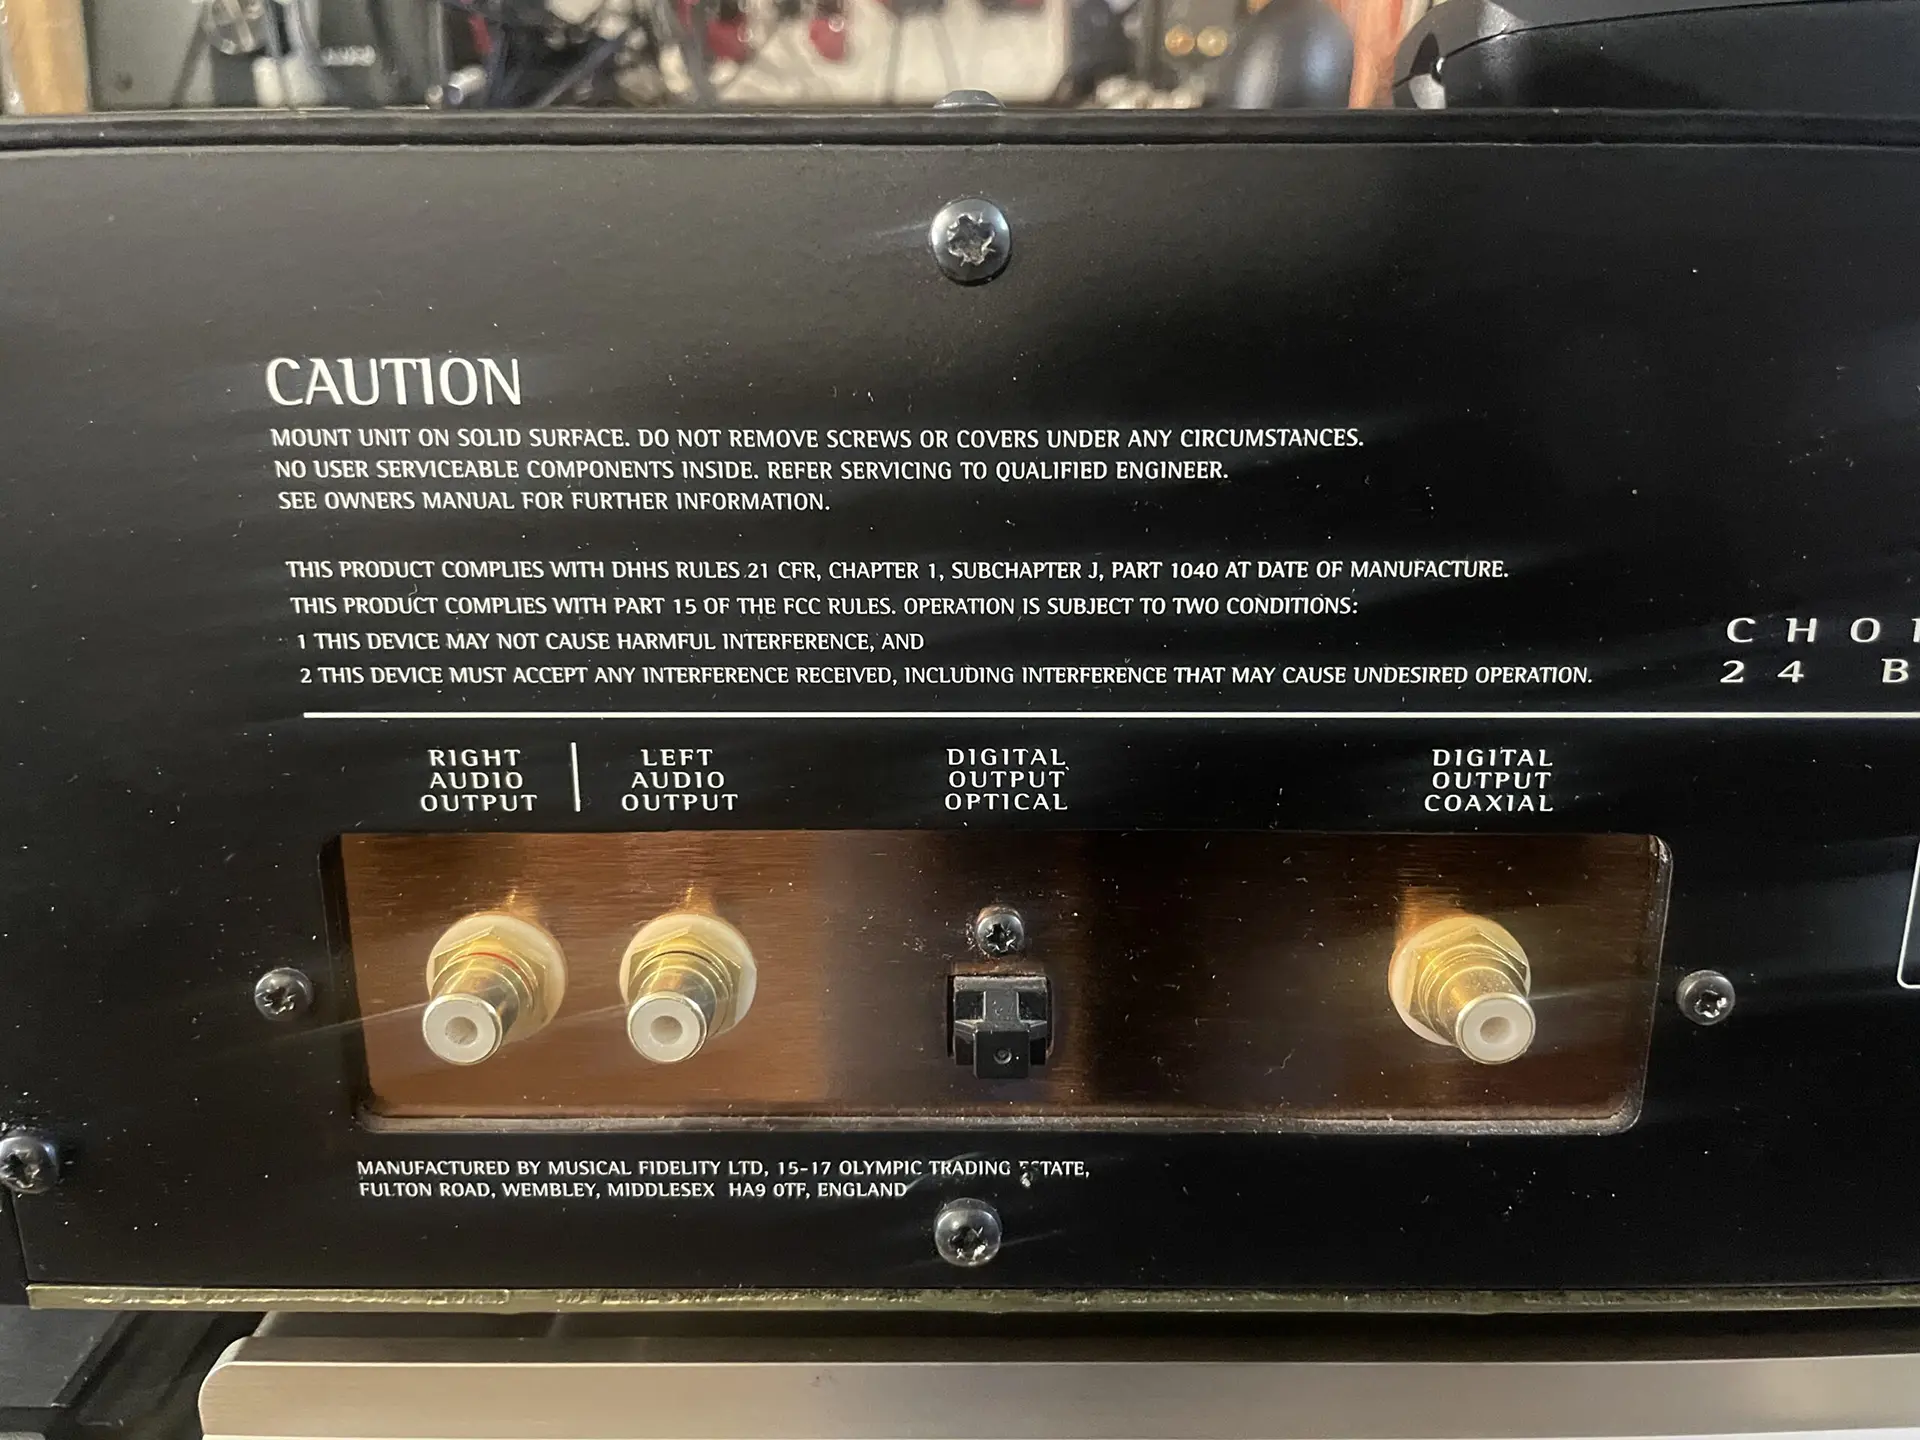 CAUTION
MOUNT UNIT ON SOLID SURFACE. DO NOT REMOVE SCREWS OR COVERS UNDER ANY CIRCUMSTANCES.
NO USER SERVICEABLE COMPONENTS INSIDE. REFER SERVICING TO QUALIFIED ENGINEER.
SEE OWNERS MANUAL FOR FURTHER INFORMATION.
THIS PRODUCT COMPLIES WITH DHHS RULES 21 CFR, CHAPTER 1, SUBCHAPTER J, PART 1040 AT DATE OF MANUFACTURE.
THIS PRODUCT COMPLIES WITH PART 15 OF THE FCC RULES. OPERATION IS SUBJECT TO TWO CONDITIONS:
1 THIS DEVICE MAY NOT CAUSE HARMFUL INTERFERENCE, AND
2 THIS DEVICE MUST ACCEPT ANY INTERFERENCE RECEIVED, INCLUDING INTERFERENCE THAT MAY CAUSE UNDESIRED OPERATION.
CHO
24 B
RIGHT
AUDIO
OUTPUT
LEFT
AUDIO
OUTPUT
DIGITAL
OUTPUT
OPTICAL
DIGITAL
OUTPUT
COAXIAL
MANUFACTURED BY MUSICAL FIDELITY LTD, 15-17 OLYMPIC TRADING ESTATE,
FULTON ROAD, WEMBLEY, MIDDLESEX HA9 0TF, ENGLAND